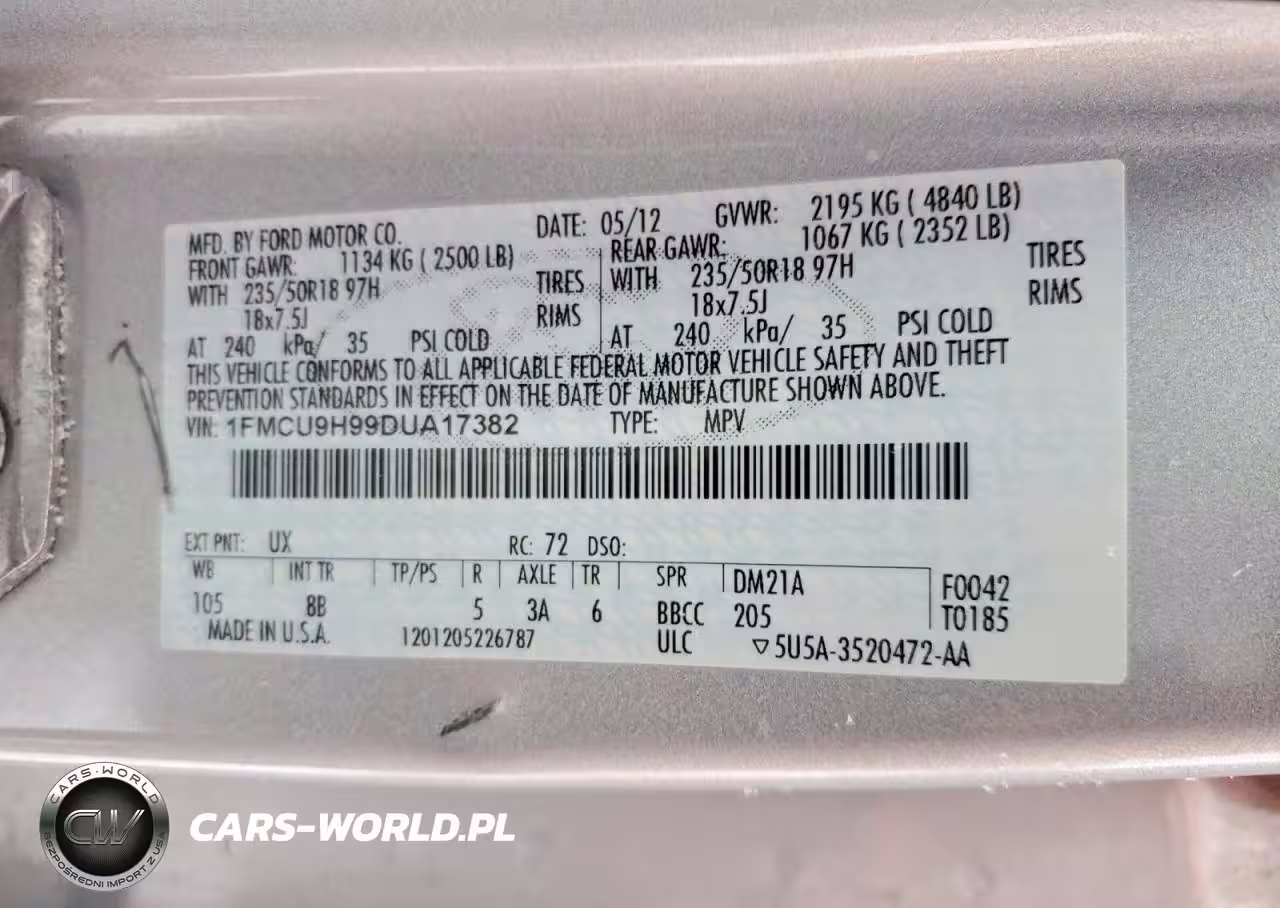 MFD. BY FORD MOTOR CO. DATE: 05/12 GVWR: 2195 KG ( 4840 LB)
FRONT GAWR: 1134 KG ( 2500 LB) REAR GAWR: 1067 KG ( 2352 LB)
WITH 235/50R18 97H TIRES WITH 235/50R18 97H TIRES
18x7.5J RIMS 18x7.5J RIMS
AT 240 kPa/ 35 PSI COLD AT 240 kPa/ 35 PSI COLD
THIS VEHICLE CONFORMS TO ALL APPLICABLE FEDERAL MOTOR VEHICLE SAFETY AND THEFT
PREVENTION STANDARDS IN EFFECT ON THE DATE OF MANUFACTURE SHOWN ABOVE.
VIN: 1FMCU9H99DUA17382 TYPE: MPV
EXT PNT: UX RC: 72 DSO:
WB INT TR TP/PS R AXLE TR SPR DM21A F0042
105 8B 5 3A 6 BBCC 205 T0185
MADE IN U.S.A. 1201205226787 ULC ▽5U5A-3520472-AA
CARS-WORLD
CW
BEZPOŚREDNI IMPORT Z USA
CARS-WORLD.PL